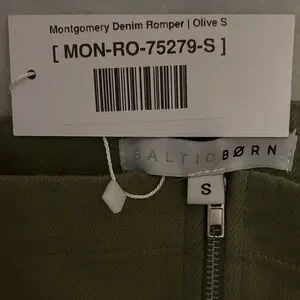 Montgomery Denim Romper | Olive S
[ MON-RO-75279-S ]
BALTIC BØRN
S